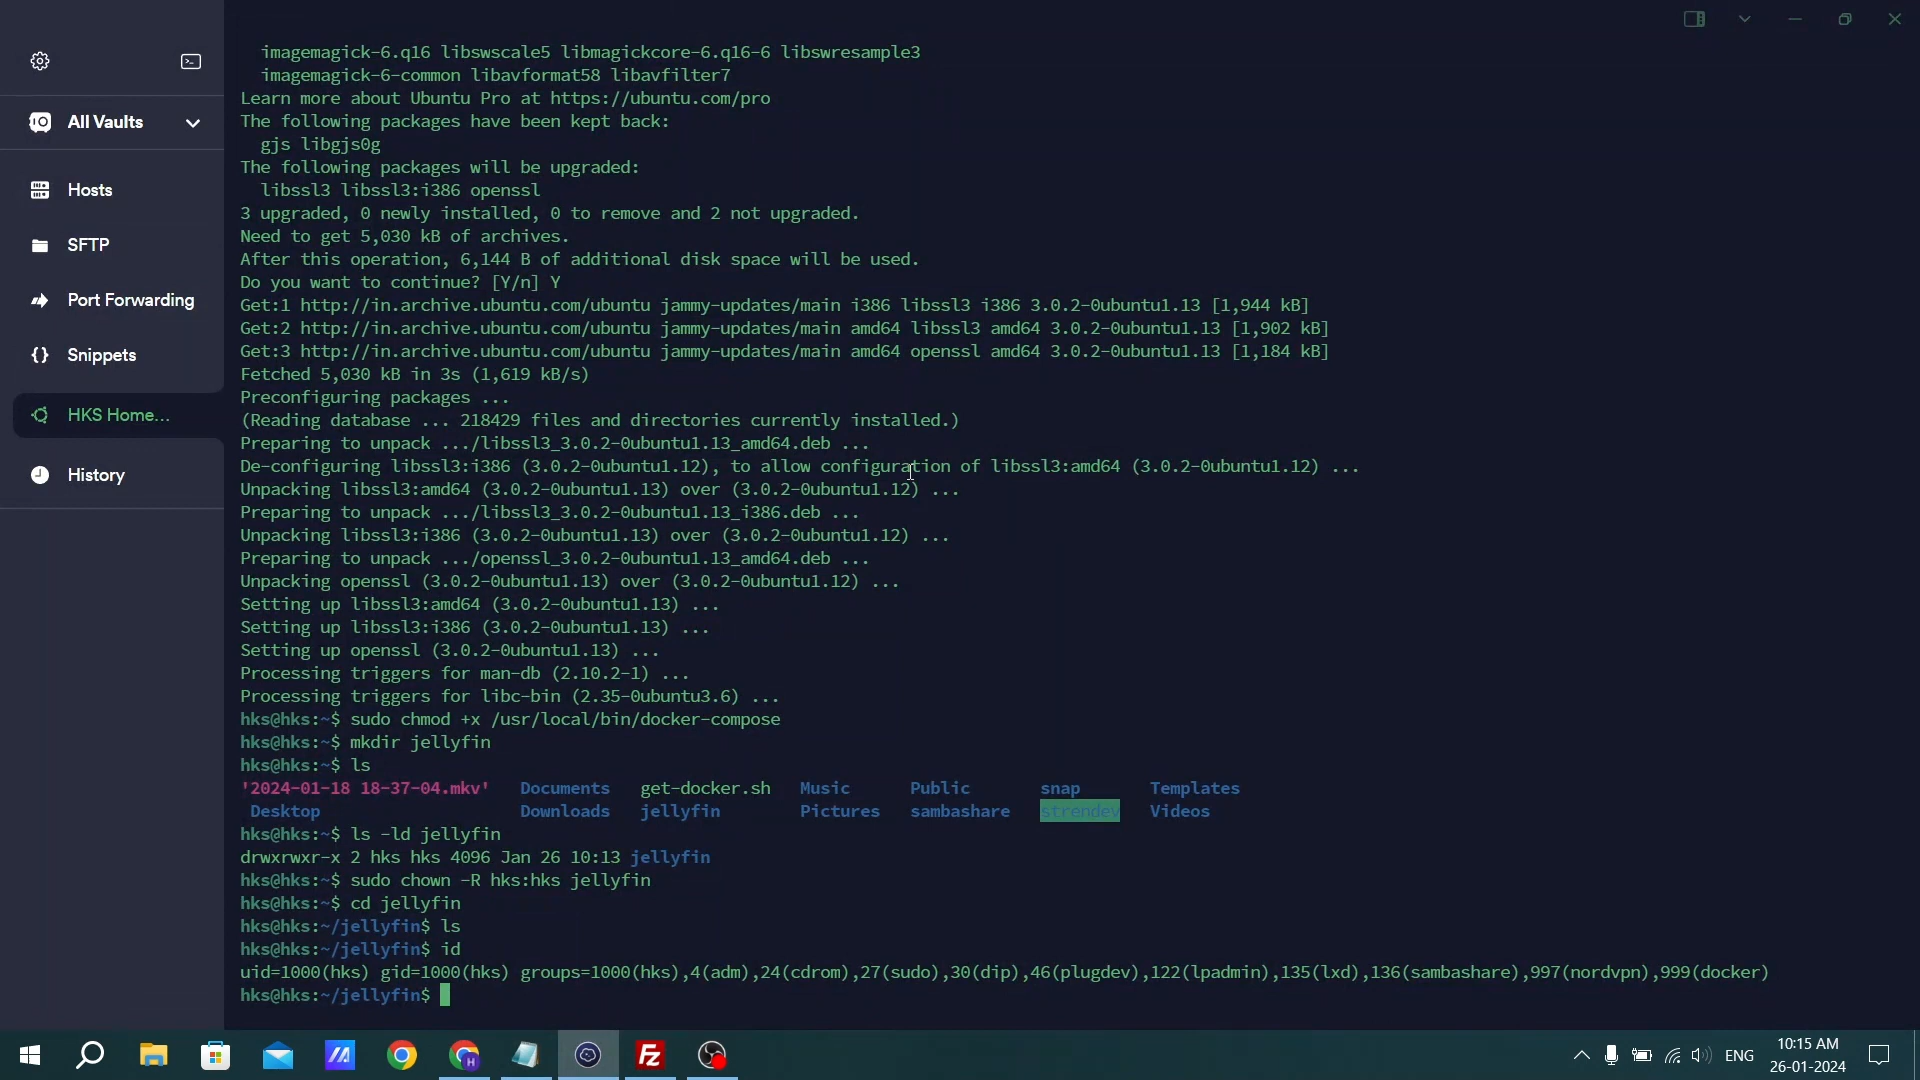 imagemagick-6.q16 libswscale5 libmagickcore-6.q16-6 libswresample3
imagemagick-6-common libavformat58 libavfilter7
Learn more about Ubuntu Pro at https://ubuntu.com/pro
The following packages have been kept back:
gjs libgjs0g
The following packages will be upgraded:
libssl3 libssl3:i386 openssl
3 upgraded, 0 newly installed, 0 to remove and 2 not upgraded.
Need to get 5,030 kB of archives.
After this operation, 6,144 B of additional disk space will be used.
Do you want to continue? [Y/n] Y
Get:1 http://in.archive.ubuntu.com/ubuntu jammy-updates/main i386 libssl3 i386 3.0.2-0ubuntu1.13 [1,944 kB]
Get:2 http://in.archive.ubuntu.com/ubuntu jammy-updates/main amd64 libssl3 amd64 3.0.2-0ubuntu1.13 [1,902 kB]
Get:3 http://in.archive.ubuntu.com/ubuntu jammy-updates/main amd64 openssl amd64 3.0.2-0ubuntu1.13 [1,184 kB]
Fetched 5,030 kB in 3s (1,619 kB/s)
Preconfiguring packages ...
(Reading database ... 218429 files and directories currently installed.)
Preparing to unpack .../libssl3_3.0.2-0ubuntu1.13_amd64.deb ...
De-configuring libssl3:i386 (3.0.2-0ubuntu1.12), to allow configuration of libssl3:amd64 (3.0.2-0ubuntu1.12) ...
Unpacking libssl3:amd64 (3.0.2-0ubuntu1.13) over (3.0.2-0ubuntu1.12) ...
Preparing to unpack .../libssl3_3.0.2-0ubuntu1.13_i386.deb ...
Unpacking libssl3:i386 (3.0.2-0ubuntu1.13) over (3.0.2-0ubuntu1.12) ...
Preparing to unpack .../openssl_3.0.2-0ubuntu1.13_amd64.deb ...
Unpacking openssl (3.0.2-0ubuntu1.13) over (3.0.2-0ubuntu1.12) ...
Setting up libssl3:amd64 (3.0.2-0ubuntu1.13) ...
Setting up libssl3:i386 (3.0.2-0ubuntu1.13) ...
Setting up openssl (3.0.2-0ubuntu1.13) ...
Processing triggers for man-db (2.10.2-1) ...
Processing triggers for libc-bin (2.35-0ubuntu3.6) ...
hks@hks:~$ sudo chmod +x /usr/local/bin/docker-compose
hks@hks:~$ mkdir jellyfin
hks@hks:~$ ls
'2024-01-18 18-37-04.mkv' Documents get-docker.sh Music Public snap Templates
Desktop Downloads jellyfin Pictures sambashare strendev Videos
hks@hks:~$ ls -ld jellyfin
drwxrwxr-x 2 hks hks 4096 Jan 26 10:13 jellyfin
hks@hks:~$ sudo chown -R hks:hks jellyfin
hks@hks:~$ cd jellyfin
hks@hks:~/jellyfin$ ls
hks@hks:~/jellyfin$ id
uid=1000(hks) gid=1000(hks) groups=1000(hks),4(adm),24(cdrom),27(sudo),30(dip),46(plugdev),122(lpadmin),135(lxd),136(sambashare),997(nordvpn),999(docker)
hks@hks:~/jellyfin$
All Vaults
Hosts
SFTP
Port Forwarding
Snippets
HKS Home...
History
ENG
10:15 AM
26-01-2024